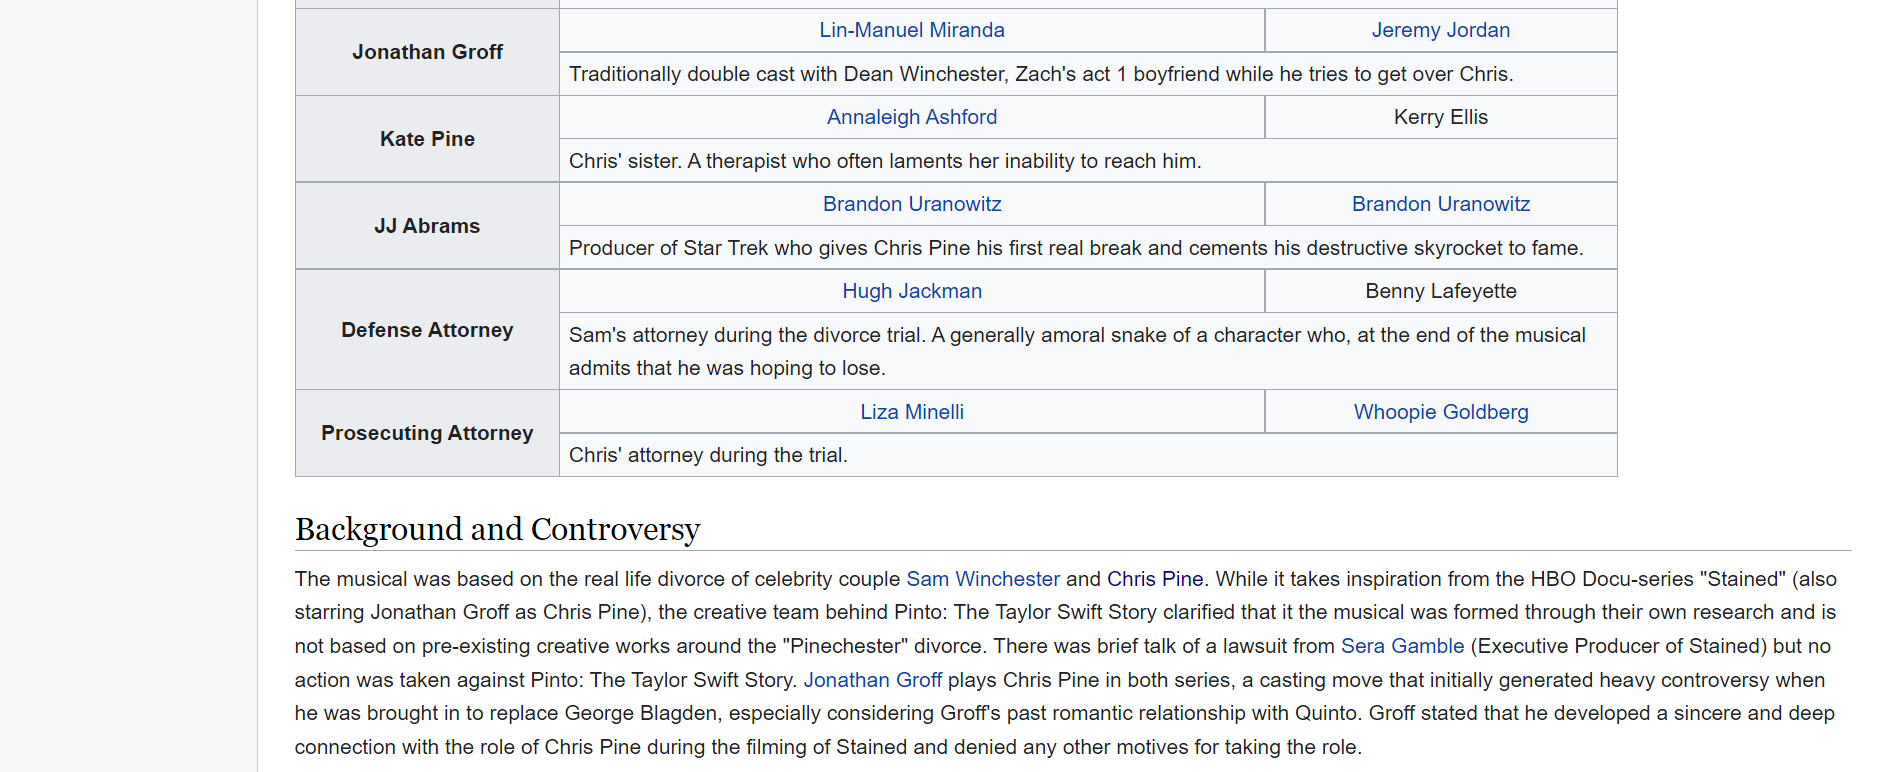 Jonathan Groff
Lin-Manuel Miranda
Jeremy Jordan
Traditionally double cast with Dean Winchester, Zach's act 1 boyfriend while he tries to get over Chris.
Kate Pine
Annaleigh Ashford
Kerry Ellis
Chris' sister. A therapist who often laments her inability to reach him.
JJ Abrams
Brandon Uranowitz
Brandon Uranowitz
Producer of Star Trek who gives Chris Pine his first real break and cements his destructive skyrocket to fame.
Defense Attorney
Hugh Jackman
Benny Lafeyette
Sam's attorney during the divorce trial. A generally amoral snake of a character who, at the end of the musical
admits that he was hoping to lose.
Prosecuting Attorney
Liza Minelli
Whoopie Goldberg
Chris' attorney during the trial.
Background and Controversy
The musical was based on the real life divorce of celebrity couple Sam Winchester and Chris Pine. While it takes inspiration from the HBO Docu-series "Stained" (also
starring Jonathan Groff as Chris Pine), the creative team behind Pinto: The Taylor Swift Story clarified that it the musical was formed through their own research and is
not based on pre-existing creative works around the "Pinechester" divorce. There was brief talk of a lawsuit from Sera Gamble (Executive Producer of Stained) but no
action was taken against Pinto: The Taylor Swift Story. Jonathan Groff plays Chris Pine in both series, a casting move that initially generated heavy controversy when
he was brought in to replace George Blagden, especially considering Groff's past romantic relationship with Quinto. Groff stated that he developed a sincere and deep
connection with the role of Chris Pine during the filming of Stained and denied any other motives for taking the role.